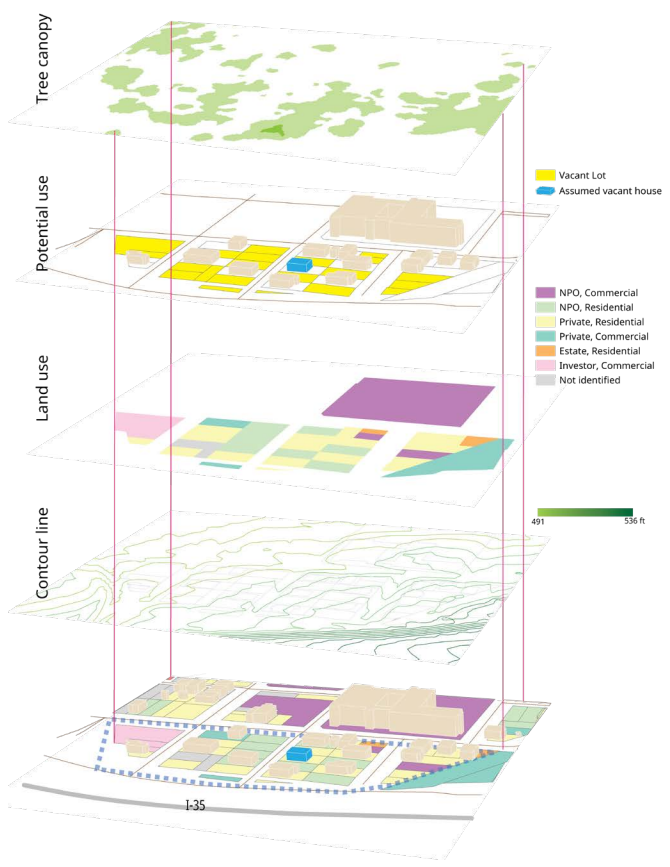 Tree canopy
Potential use
Vacant Lot
Assumed vacant house
Land use
NPO, Commercial
NPO, Residential
Private, Residential
Private, Commercial
Estate, Residential
Investor, Commercial
Not identified
Contour line
491
536 ft
I-35